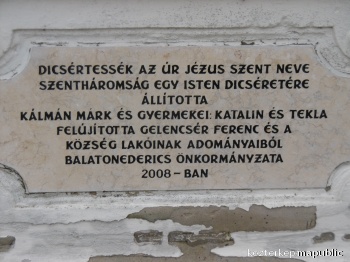 DICSÉRTESSÉK AZ ÚR JÉZUS SZENT NEVE
SZENTHÁROMSÁG EGY ISTEN DICSÉRETÉRE
ÁLLÍTOTTA
KÁLMÁN MÁRK ÉS GYERMEKEI: KATALIN ÉS TEKLA
FELÚJÍTOTTA GELENCSÉR FERENC ÉS A
KÖZSÉG LAKÓINAK ADOMÁNYAIBÓL
BALATONEDERICS ÖNKORMÁNYZATA
2008 - BAN
kozterkep mapublic